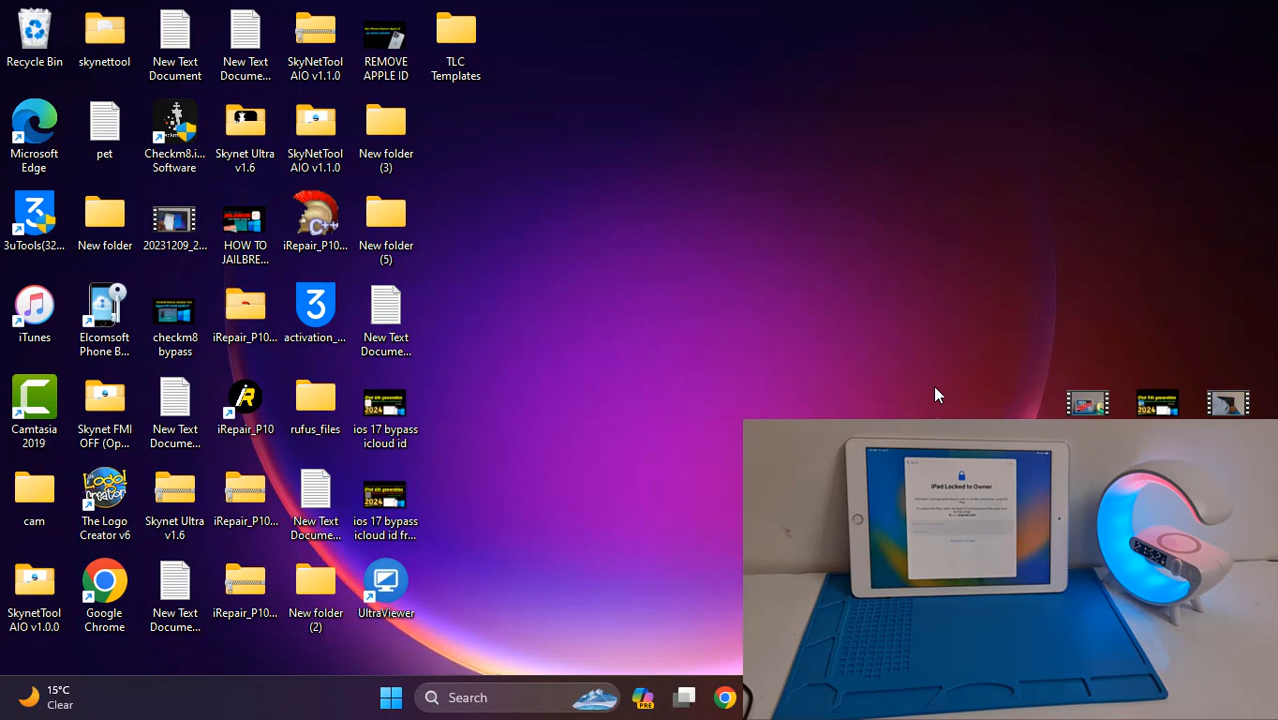 Recycle Bin
skynettool
New Text Document
New Text Docume...
SkyNetTool AIO v1.1.0
REMOVE APPLE ID
TLC Templates
Microsoft Edge
pet
Checkm8.i... Software
Skynet Ultra v1.6
SkyNetTool AIO v1.1.0
New folder (3)
3uTools(32...
New folder
20231209_2...
HOW TO JAILBRE...
iRepair_P10...
New folder (5)
iTunes
Elcomsoft Phone B...
checkm8 bypass
iRepair_P10...
activation_...
New Text Docume...
Camtasia 2019
Skynet FMI OFF (Op...
New Text Docume...
iRepair_P10
rufus_files
ios 17 bypass icloud id
cam
The Logo Creator v6
Skynet Ultra v1.6
iRepair_P10...
New Text Docume...
ios 17 bypass icloud id fr...
SkynetTool AIO v1.0.0
Google Chrome
New Text Docume...
iRepair_P10...
New folder (2)
UltraViewer
iPad Locked to Owner
15°C
Clear
Search
PRE